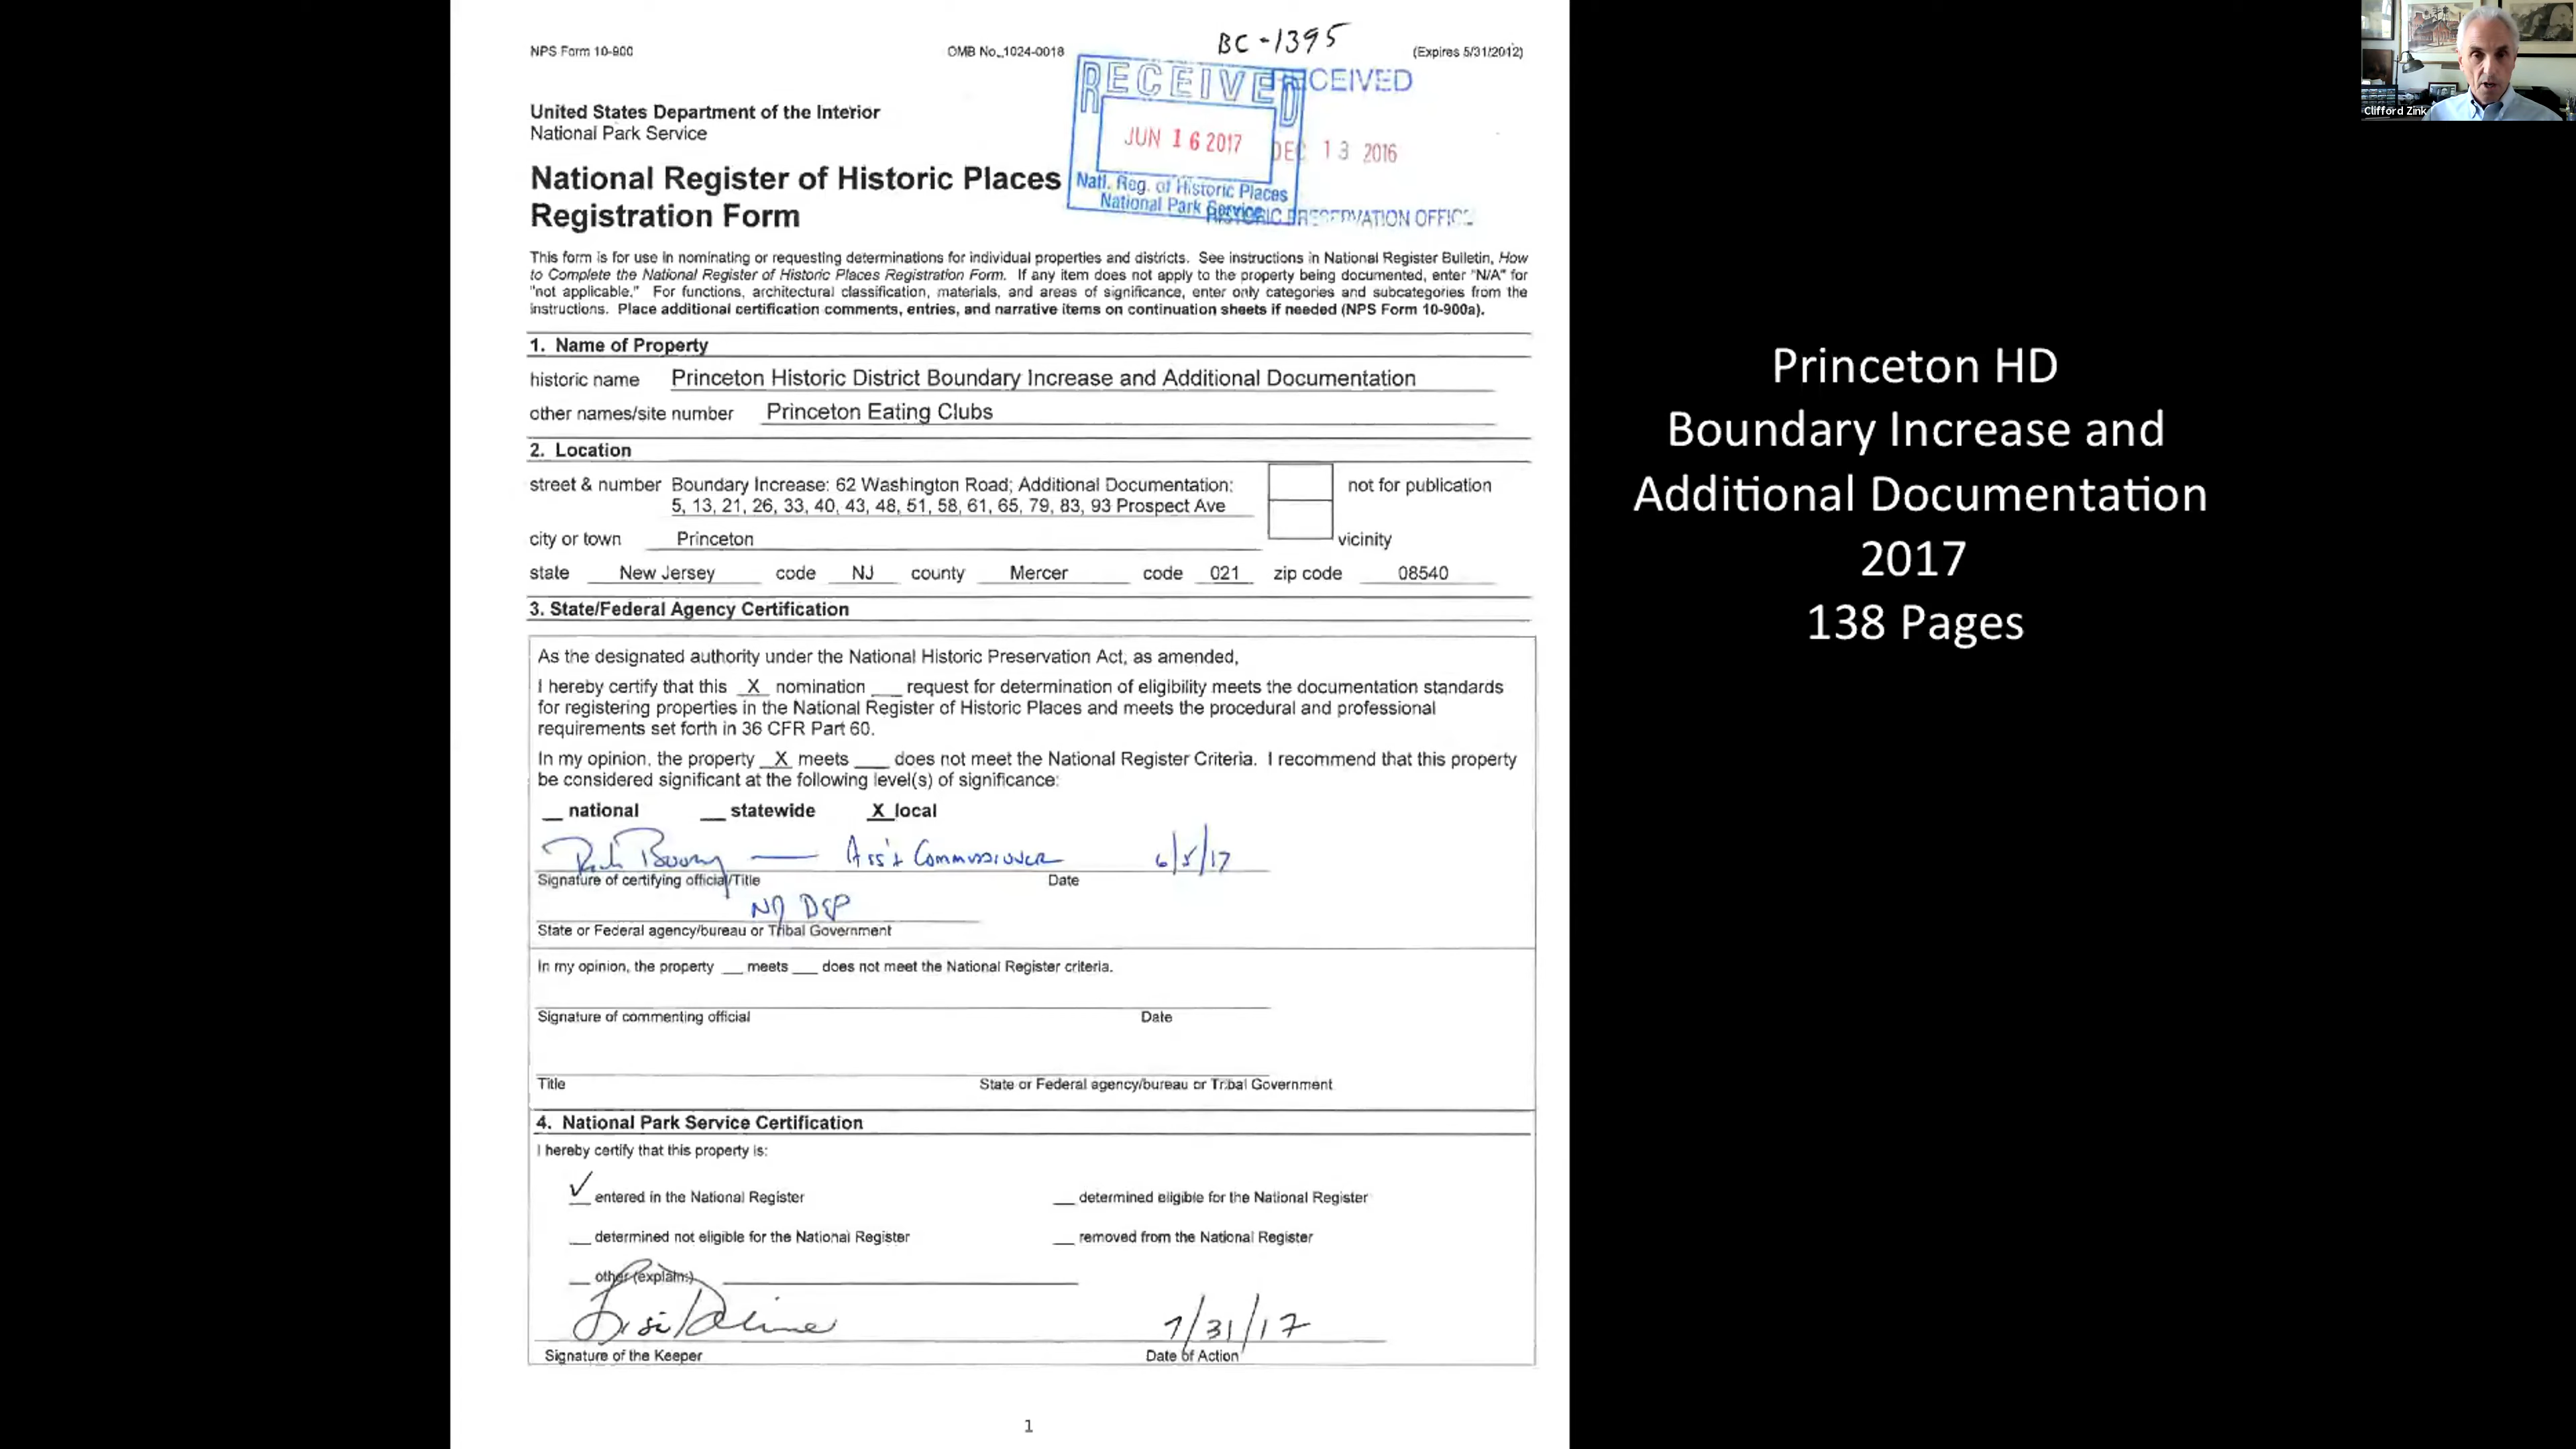 BC-1395
NPS Form 10-900 OMB No. 1024-0018 (Expires 5/31/2012)
RECEIVED
JUN 16 2017
Natl. Reg. of Historic Places
National Park Service
DEC 13 2016
United States Department of the Interior
National Park Service
National Register of Historic Places
Registration Form
This form is for use in nominating or requesting determinations for individual properties and districts. See instructions in National Register Bulletin, How
to Complete the National Register of Historic Places Registration Form. If any item does not apply to the property being documented, enter "N/A" for
"not applicable." For functions, architectural classification, materials, and areas of significance, enter only categories and subcategories from the
instructions. Place additional certification comments, entries, and narrative items on continuation sheets if needed (NPS Form 10-900a).
1. Name of Property
historic name Princeton Historic District Boundary Increase and Additional Documentation
other names/site number Princeton Eating Clubs
2. Location
street & number Boundary Increase: 62 Washington Road; Additional Documentation: not for publication
5, 13, 21, 26, 33, 40, 43, 48, 51, 58, 61, 65, 79, 83, 93 Prospect Ave
city or town Princeton vicinity
state New Jersey code NJ county Mercer code 021 zip code 08540
3. State/Federal Agency Certification
As the designated authority under the National Historic Preservation Act, as amended,
I hereby certify that this X nomination ___ request for determination of eligibility meets the documentation standards
for registering properties in the National Register of Historic Places and meets the procedural and professional
requirements set forth in 36 CFR Part 60.
In my opinion, the property X meets ___ does not meet the National Register Criteria. I recommend that this property
be considered significant at the following level(s) of significance:
__ national __ statewide X local
Ass't Commissioner 6/5/17
Signature of certifying official/Title Date
NJ DEP
State or Federal agency/bureau or Tribal Government
In my opinion, the property __ meets __ does not meet the National Register criteria.
Signature of commenting official Date
Title State or Federal agency/bureau or Tribal Government
4. National Park Service Certification
I hereby certify that this property is:
✓ entered in the National Register __ determined eligible for the National Register
__ determined not eligible for the National Register __ removed from the National Register
__ other (explain:)
7/31/17
Signature of the Keeper Date of Action
1
Princeton HD
Boundary Increase and
Additional Documentation
2017
138 Pages
Clifford Zink